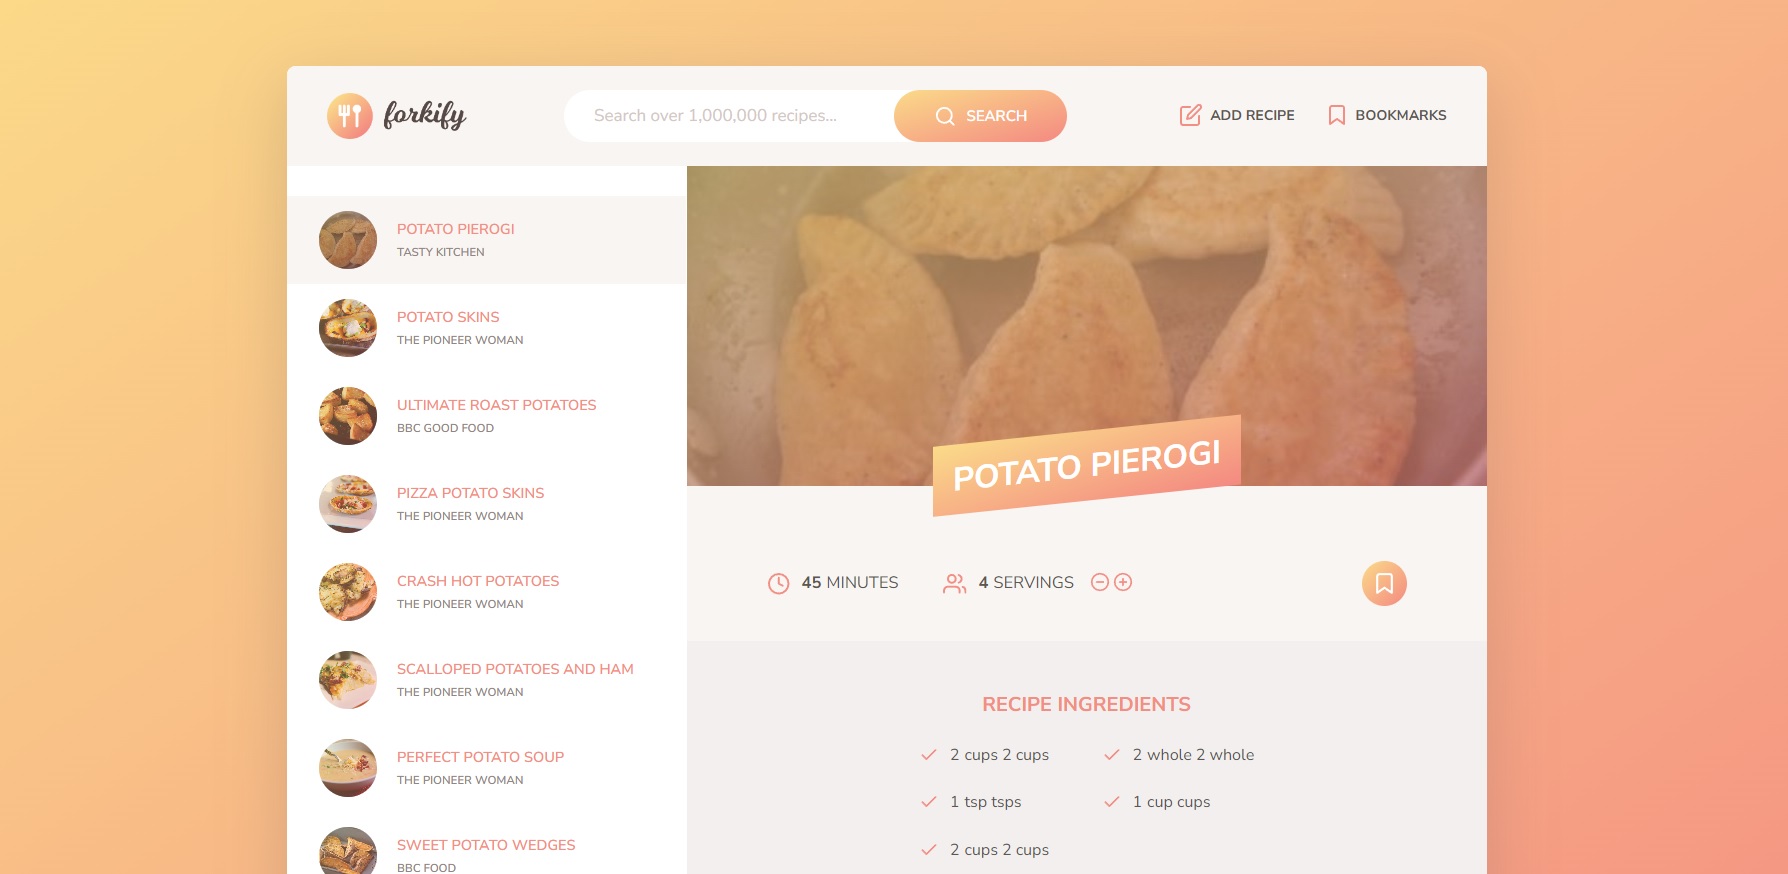 forkify
Search over 1,000,000 recipes...
SEARCH
ADD RECIPE
BOOKMARKS
POTATO PIEROGI
TASTY KITCHEN
POTATO SKINS
THE PIONEER WOMAN
ULTIMATE ROAST POTATOES
BBC GOOD FOOD
PIZZA POTATO SKINS
THE PIONEER WOMAN
CRASH HOT POTATOES
THE PIONEER WOMAN
SCALLOPED POTATOES AND HAM
THE PIONEER WOMAN
PERFECT POTATO SOUP
THE PIONEER WOMAN
SWEET POTATO WEDGES
BBC FOOD
POTATO PIEROGI
45 MINUTES
4 SERVINGS
RECIPE INGREDIENTS
2 cups 2 cups
2 whole 2 whole
1 tsp tsps
1 cup cups
2 cups 2 cups